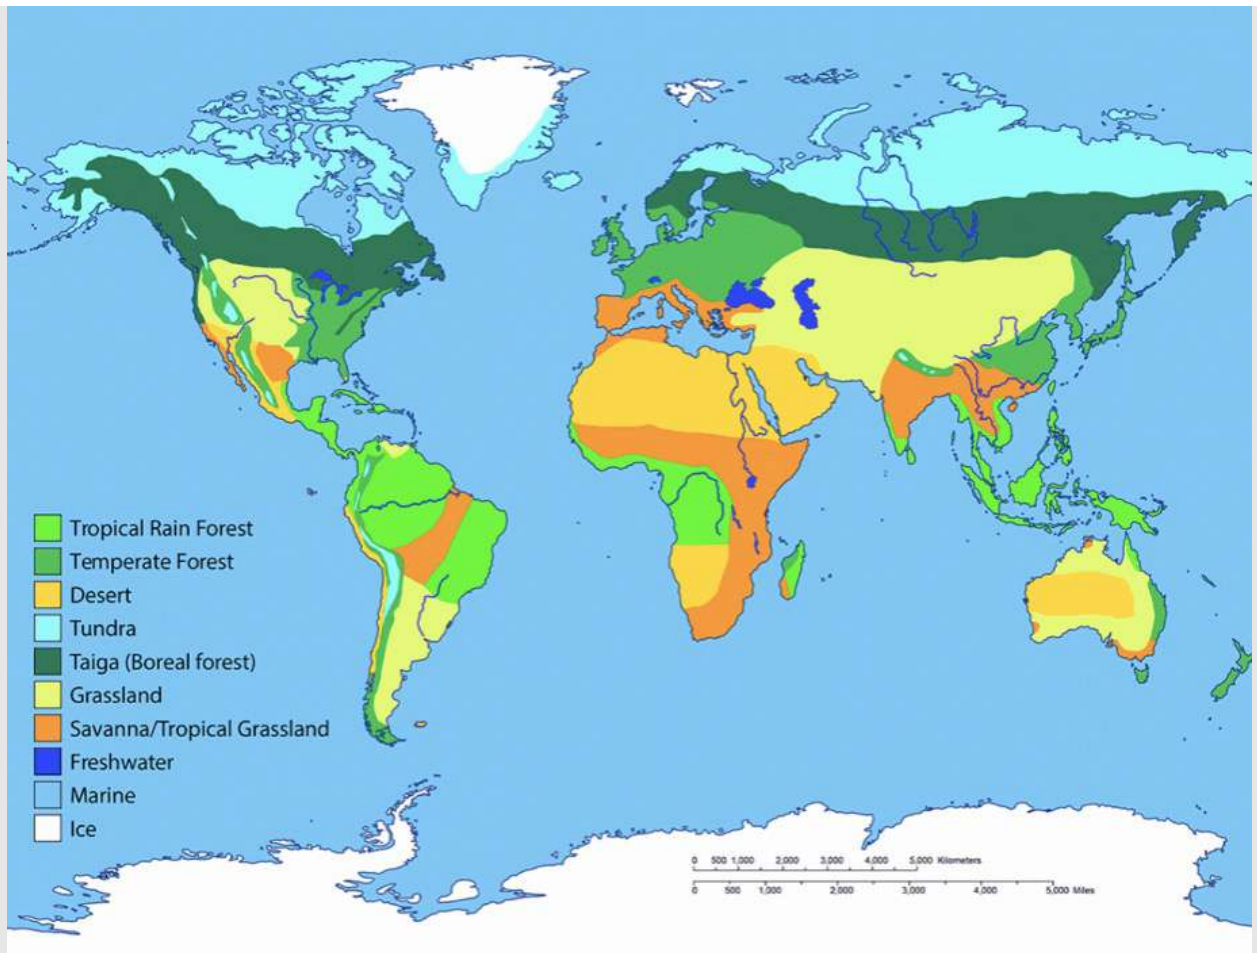 Tropical Rain Forest
Temperate Forest
Desert
Tundra
Taiga (Boreal forest)
Grassland
Savanna/Tropical Grassland
Freshwater
Marine
Ice
0 500 1,000 2,000 3,000 4,000 5,000 Kilometers
0 500 1,000 2,000 3,000 4,000 5,000 Miles